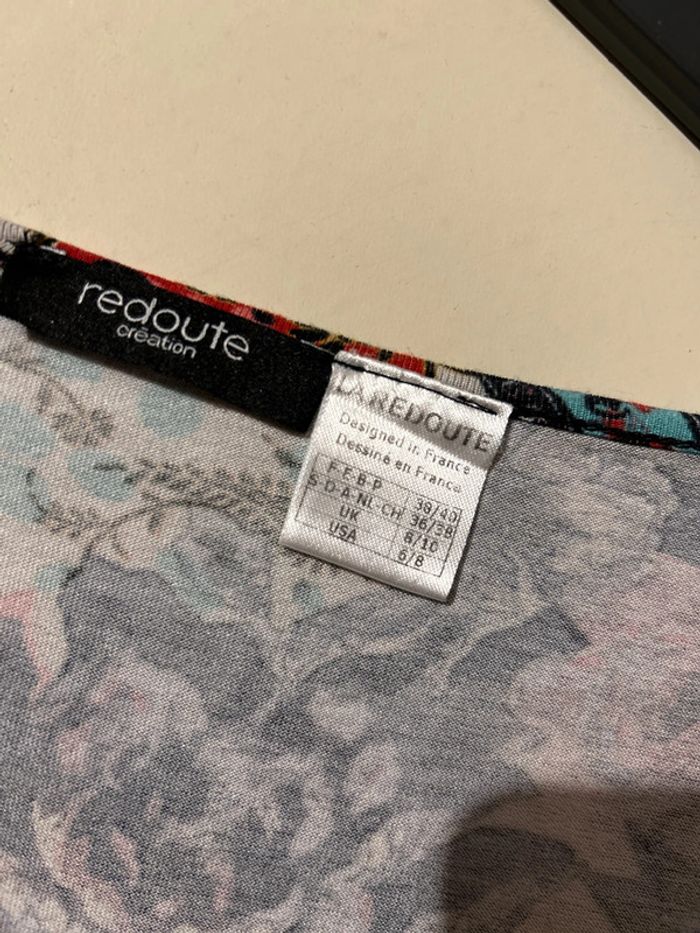 redoute
création
LA REDOUTE
Designed in France
Dessiné en France
F-E-B-P 38/40
S-D-A-NL-CH 36/38
UK 8/10
USA 6/8